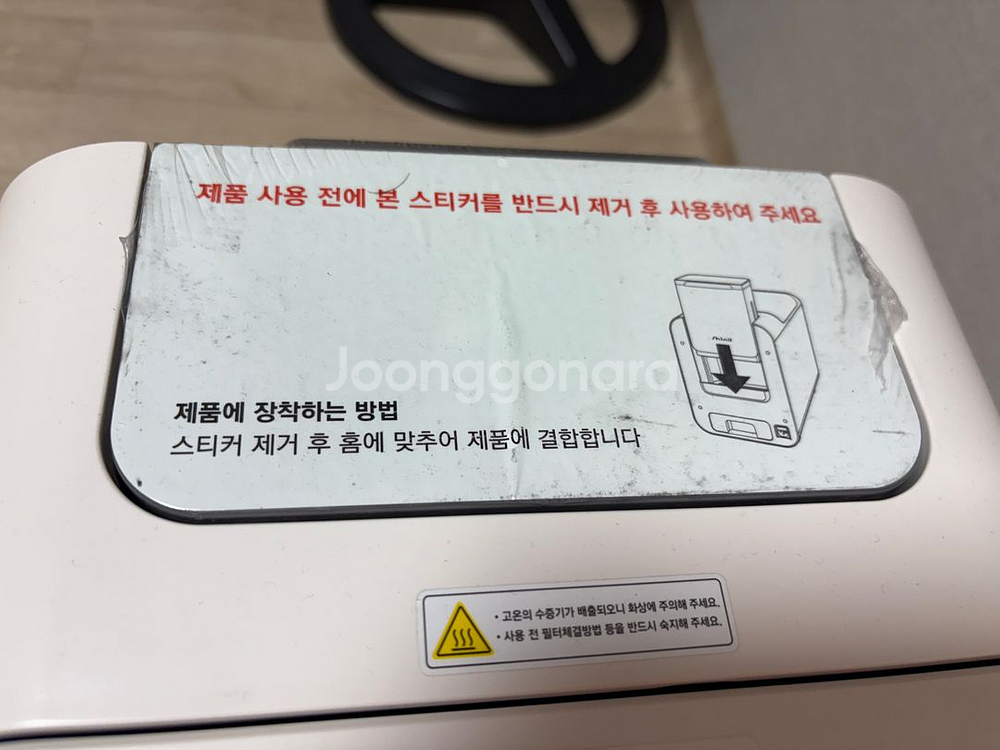 제품 사용 전에 본 스티커를 반드시 제거 후 사용하여 주세요
Joonggonara
제품에 장착하는 방법
스티커 제거 후 홈에 맞추어 제품에 결합합니다
• 고온의 수증기가 배출되오니 화상에 주의해 주세요.
• 사용 전 필터체결방법 등을 반드시 숙지해 주세요.